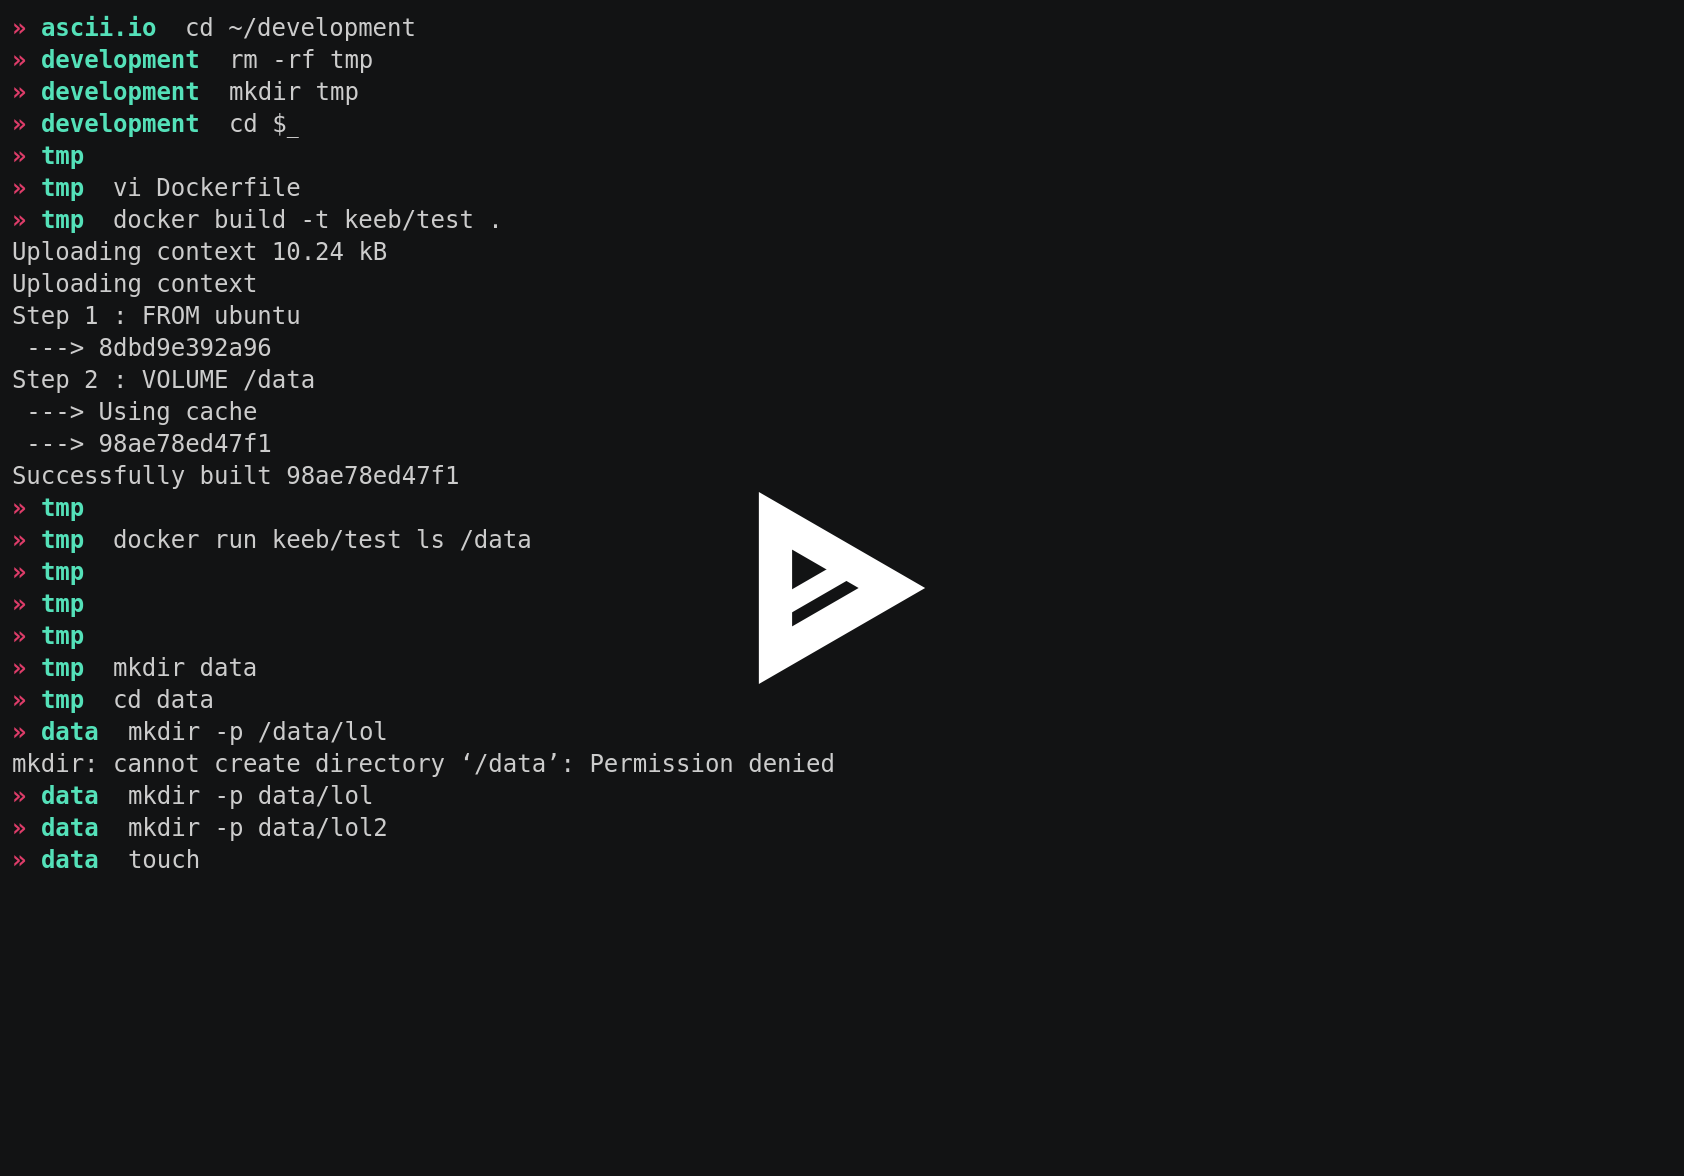 » ascii.io  cd ~/development
» development  rm -rf tmp
» development  mkdir tmp
» development  cd $_
» tmp
» tmp  vi Dockerfile
» tmp  docker build -t keeb/test .
Uploading context 10.24 kB
Uploading context
Step 1 : FROM ubuntu
 ---> 8dbd9e392a96
Step 2 : VOLUME /data
 ---> Using cache
 ---> 98ae78ed47f1
Successfully built 98ae78ed47f1
» tmp
» tmp  docker run keeb/test ls /data
» tmp
» tmp
» tmp
» tmp  mkdir data
» tmp  cd data
» data  mkdir -p /data/lol
mkdir: cannot create directory ‘/data’: Permission denied
» data  mkdir -p data/lol
» data  mkdir -p data/lol2
» data  touch